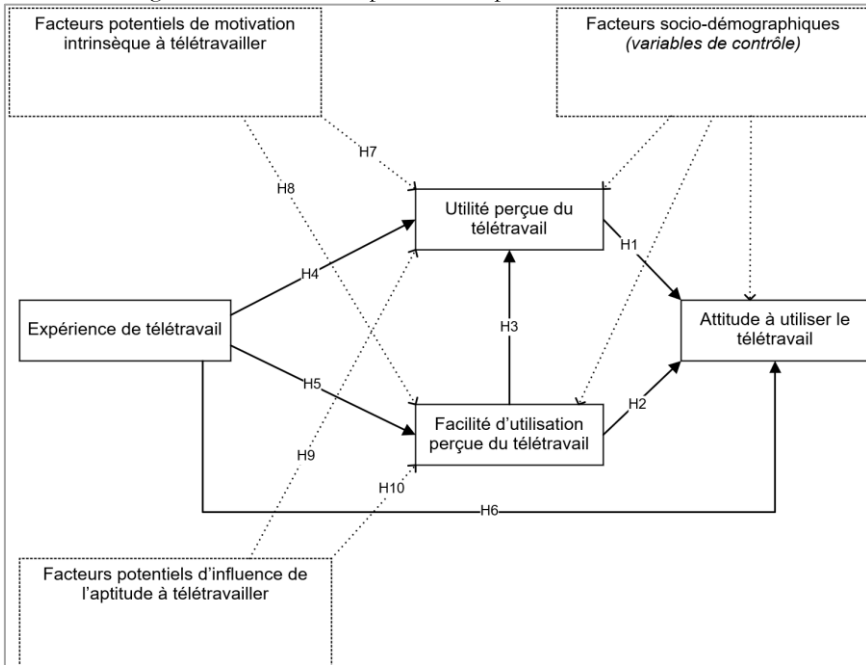 Facteurs potentiels de motivation
intrinsèque à télétravailler
Facteurs socio-démographiques
(variables de contrôle)
H7
H8
Utilité perçue du
télétravail
H1
H4
Expérience de télétravail
H3
Attitude à utiliser le
télétravail
H5
H2
Facilité d'utilisation
perçue du télétravail
H9
H10
H6
Facteurs potentiels d'influence de
l'aptitude à télétravailler